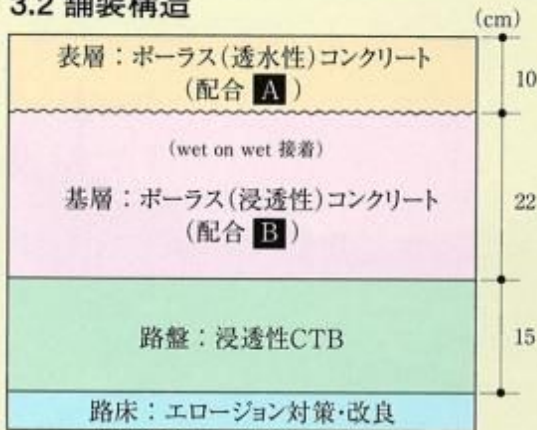 3.2 舗装構造
(cm)
表層：ポーラス(透水性)コンクリート
(配合 A )
10
(wet on wet 接着)
基層：ポーラス(浸透性)コンクリート
(配合 B )
22
路盤：浸透性CTB
15
路床：エロージョン対策・改良